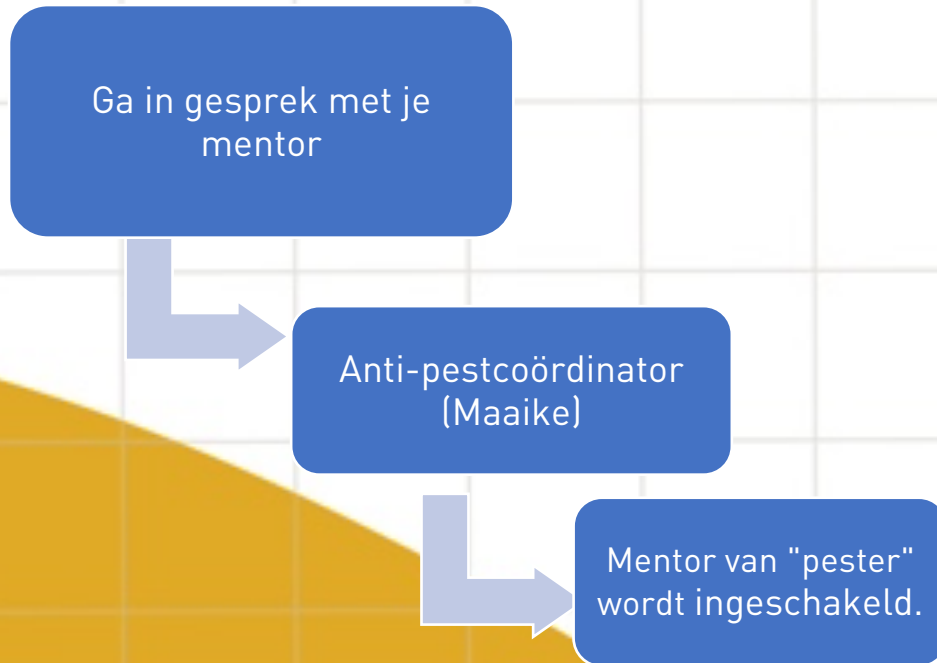 Ga in gesprek met je
mentor
Anti-pestcoördinator
(Maaike)
Mentor van "pester"
wordt ingeschakeld.